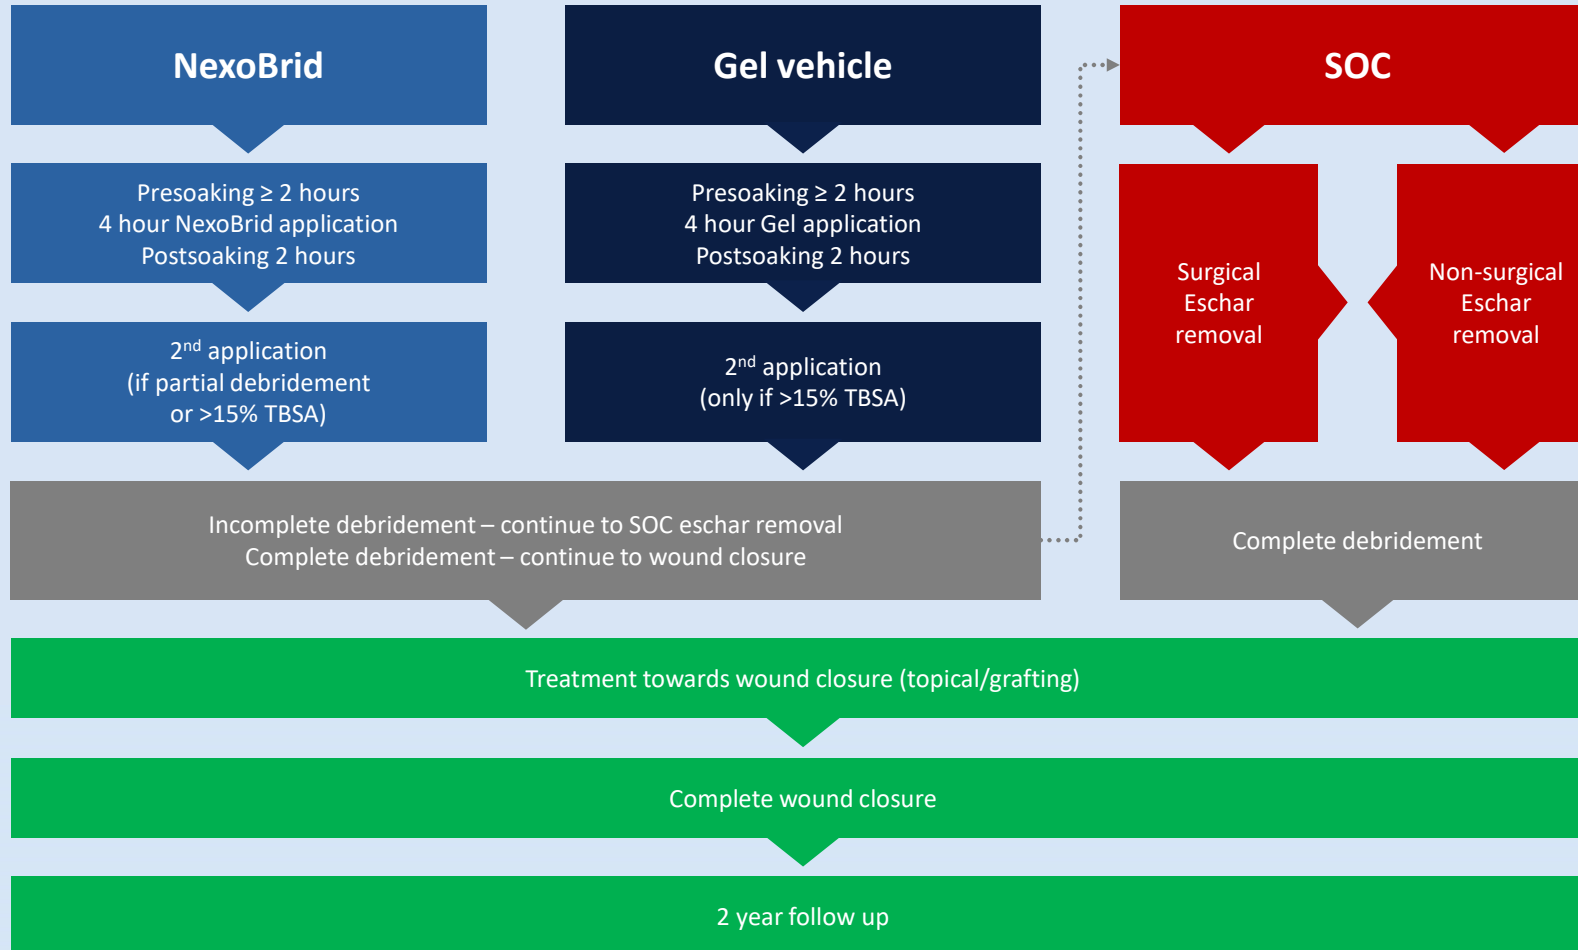 NexoBrid
Presoaking ≥ 2 hours
4 hour NexoBrid application
Postsoaking 2 hours
2nd application
(if partial debridement
or >15% TBSA)
Gel vehicle
Presoaking ≥ 2 hours
4 hour Gel application
Postsoaking 2 hours
2nd application
(only if >15% TBSA)
SOC
Surgical
Eschar
removal
Non-surgical
Eschar
removal
Incomplete debridement – continue to SOC eschar removal
Complete debridement – continue to wound closure
Complete debridement
Treatment towards wound closure (topical/grafting)
Complete wound closure
2 year follow up